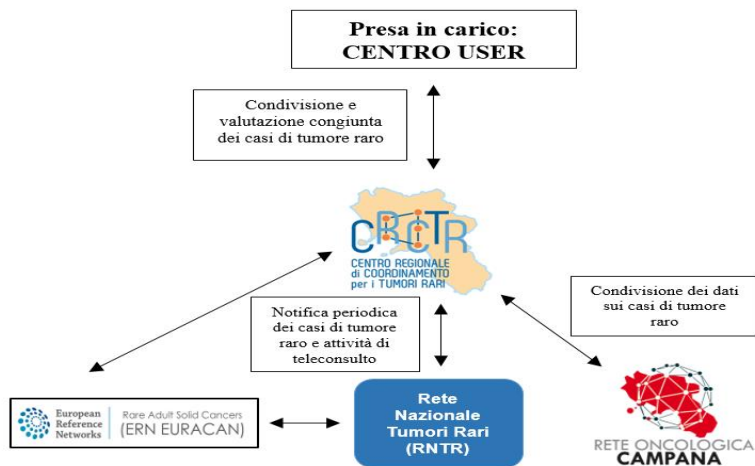 Presa in carico:
CENTRO USER
Condivisione e
valutazione congiunta
dei casi di tumore raro
CRCTR
CENTRO REGIONALE
di COORDINAMENTO
per i TUMORI RARI
Notifica periodica
dei casi di tumore
raro e attività di
teleconsulto
Condivisione dei dati
sui casi di tumore
raro
European
Reference
Networks
Rare Adult Solid Cancers
(ERN EURACAN)
Rete
Nazionale
Tumori Rari
(RNTR)
RETE ONCOLOGICA
CAMPANA